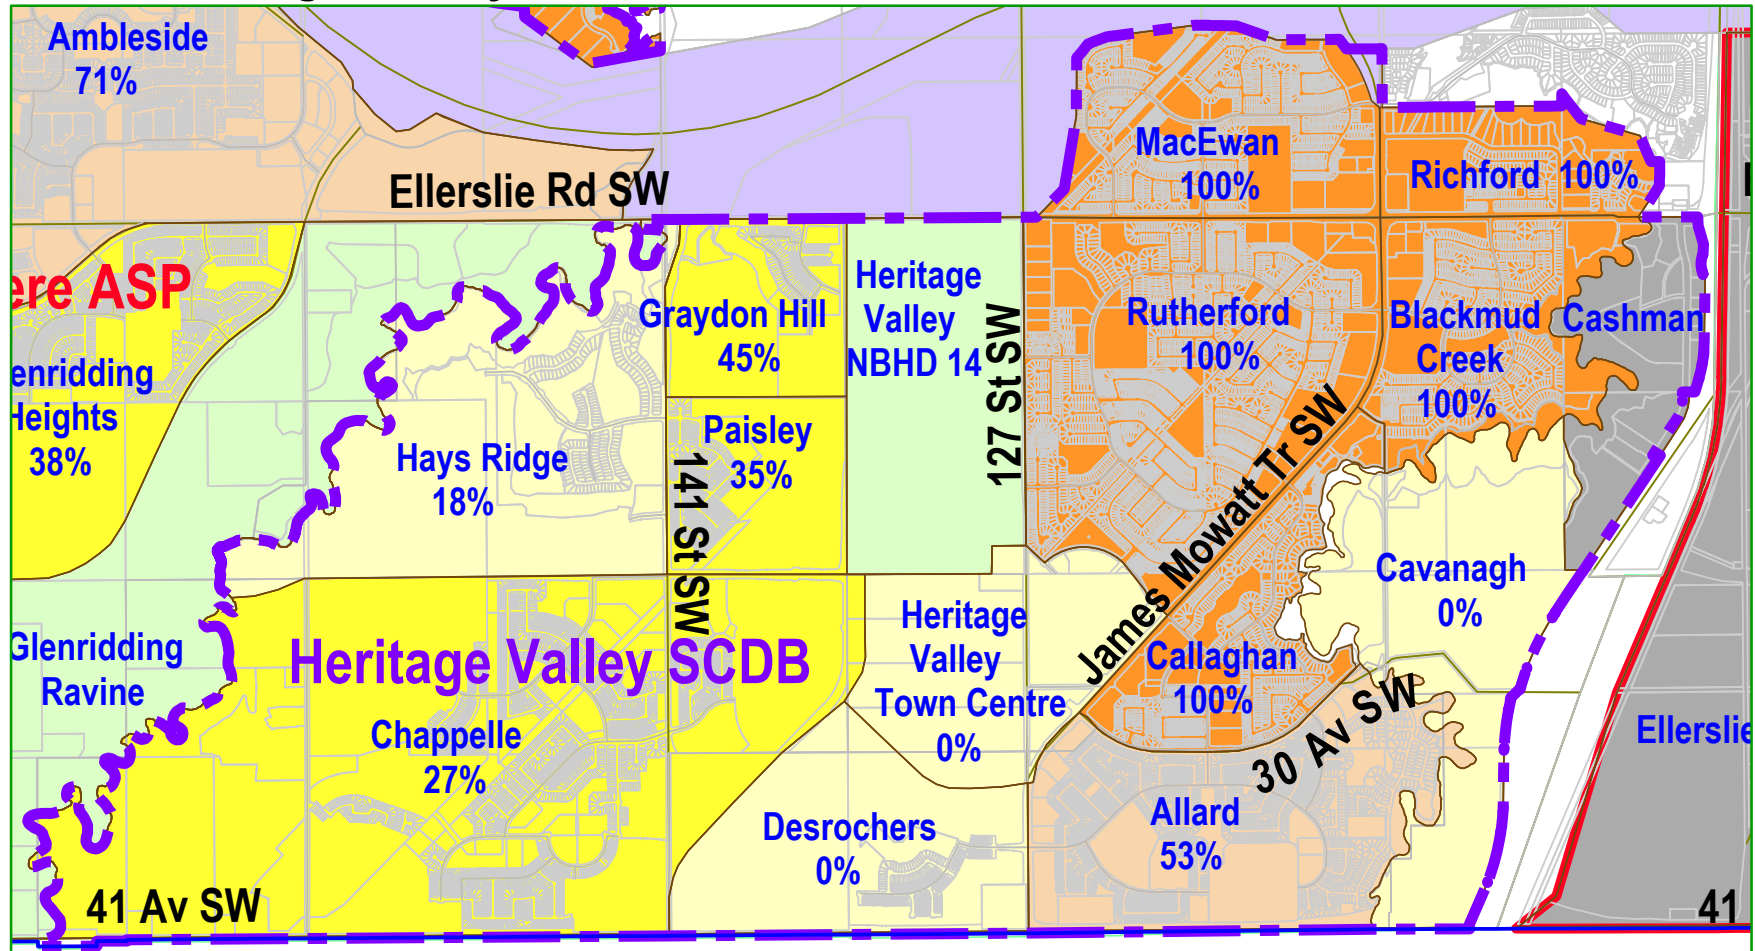 Ambleside
71%
Ellerslie Rd SW
MacEwan
100%
Richford 100%
ere ASP
Graydon Hill
45%
Heritage
Valley
NBHD 14
127 St SW
Rutherford
100%
Blackmud
Creek
100%
Cashman
enridding
Heights
38%
Hays Ridge
18%
Paisley
35%
141 St SW
James Mowatt Tr SW
Cavanagh
0%
Glenridding
Ravine
Heritage Valley SCDB
Heritage
Valley
Town Centre
0%
Callaghan
100%
30 Av SW
Ellerslie
Chappelle
27%
Desrochers
0%
Allard
53%
41 Av SW
41